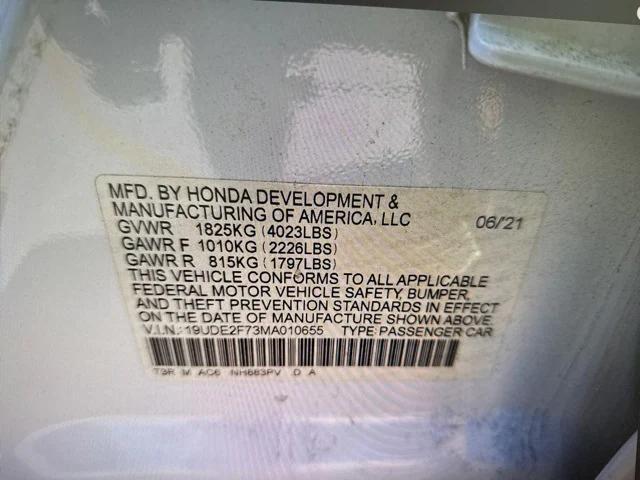 MFD. BY HONDA DEVELOPMENT &
MANUFACTURING OF AMERICA, LLC 06/21
GVWR 1825KG (4023LBS)
GAWR F 1010KG (2226LBS)
GAWR R 815KG (1797LBS)
THIS VEHICLE CONFORMS TO ALL APPLICABLE
FEDERAL MOTOR VEHICLE SAFETY, BUMPER,
AND THEFT PREVENTION STANDARDS IN EFFECT
ON THE DATE OF MANUFACTURE SHOWN ABOVE.
V.I.N.: 19UDE2F73MA010655 TYPE: PASSENGER CAR
T3R M AC6 NH883PV D A